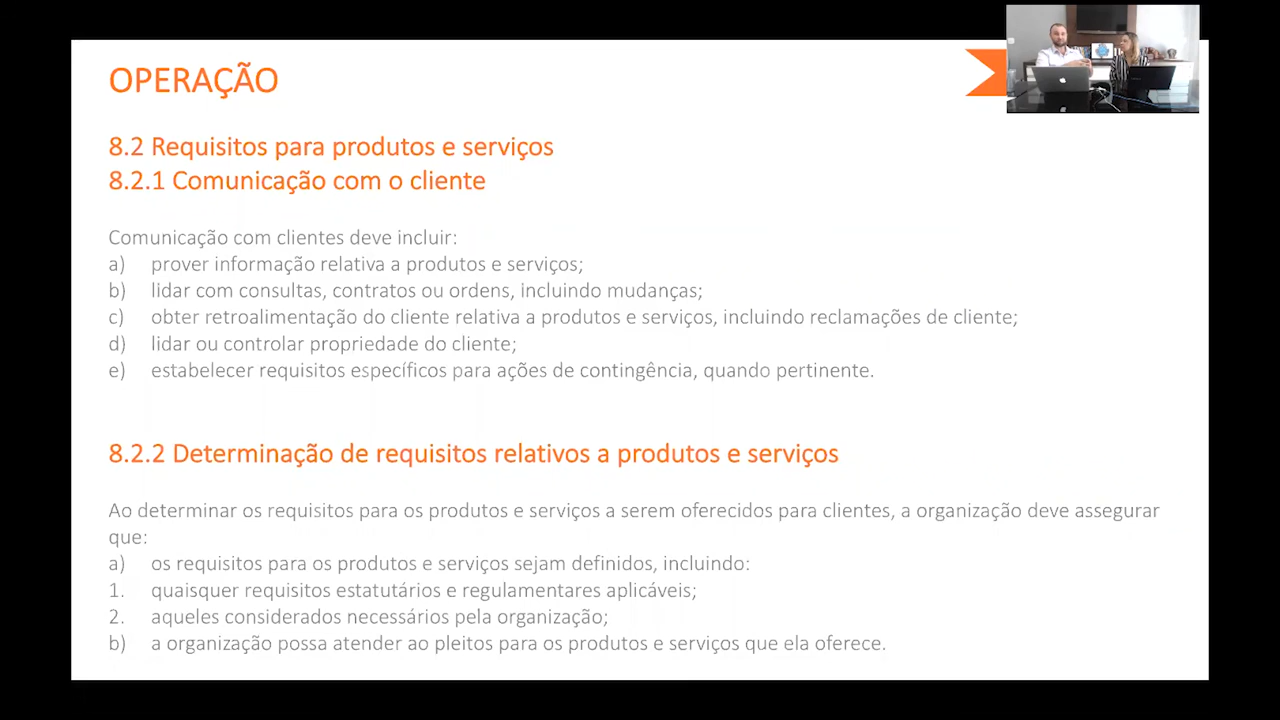 OPERAÇÃO
8.2 Requisitos para produtos e serviços
8.2.1 Comunicação com o cliente
Comunicação com clientes deve incluir:
a) prover informação relativa a produtos e serviços;
b) lidar com consultas, contratos ou ordens, incluindo mudanças;
c) obter retroalimentação do cliente relativa a produtos e serviços, incluindo reclamações de cliente;
d) lidar ou controlar propriedade do cliente;
e) estabelecer requisitos específicos para ações de contingência, quando pertinente.
8.2.2 Determinação de requisitos relativos a produtos e serviços
Ao determinar os requisitos para os produtos e serviços a serem oferecidos para clientes, a organização deve assegurar
que:
a) os requisitos para os produtos e serviços sejam definidos, incluindo:
1. quaisquer requisitos estatutários e regulamentares aplicáveis;
2. aqueles considerados necessários pela organização;
b) a organização possa atender ao pleitos para os produtos e serviços que ela oferece.